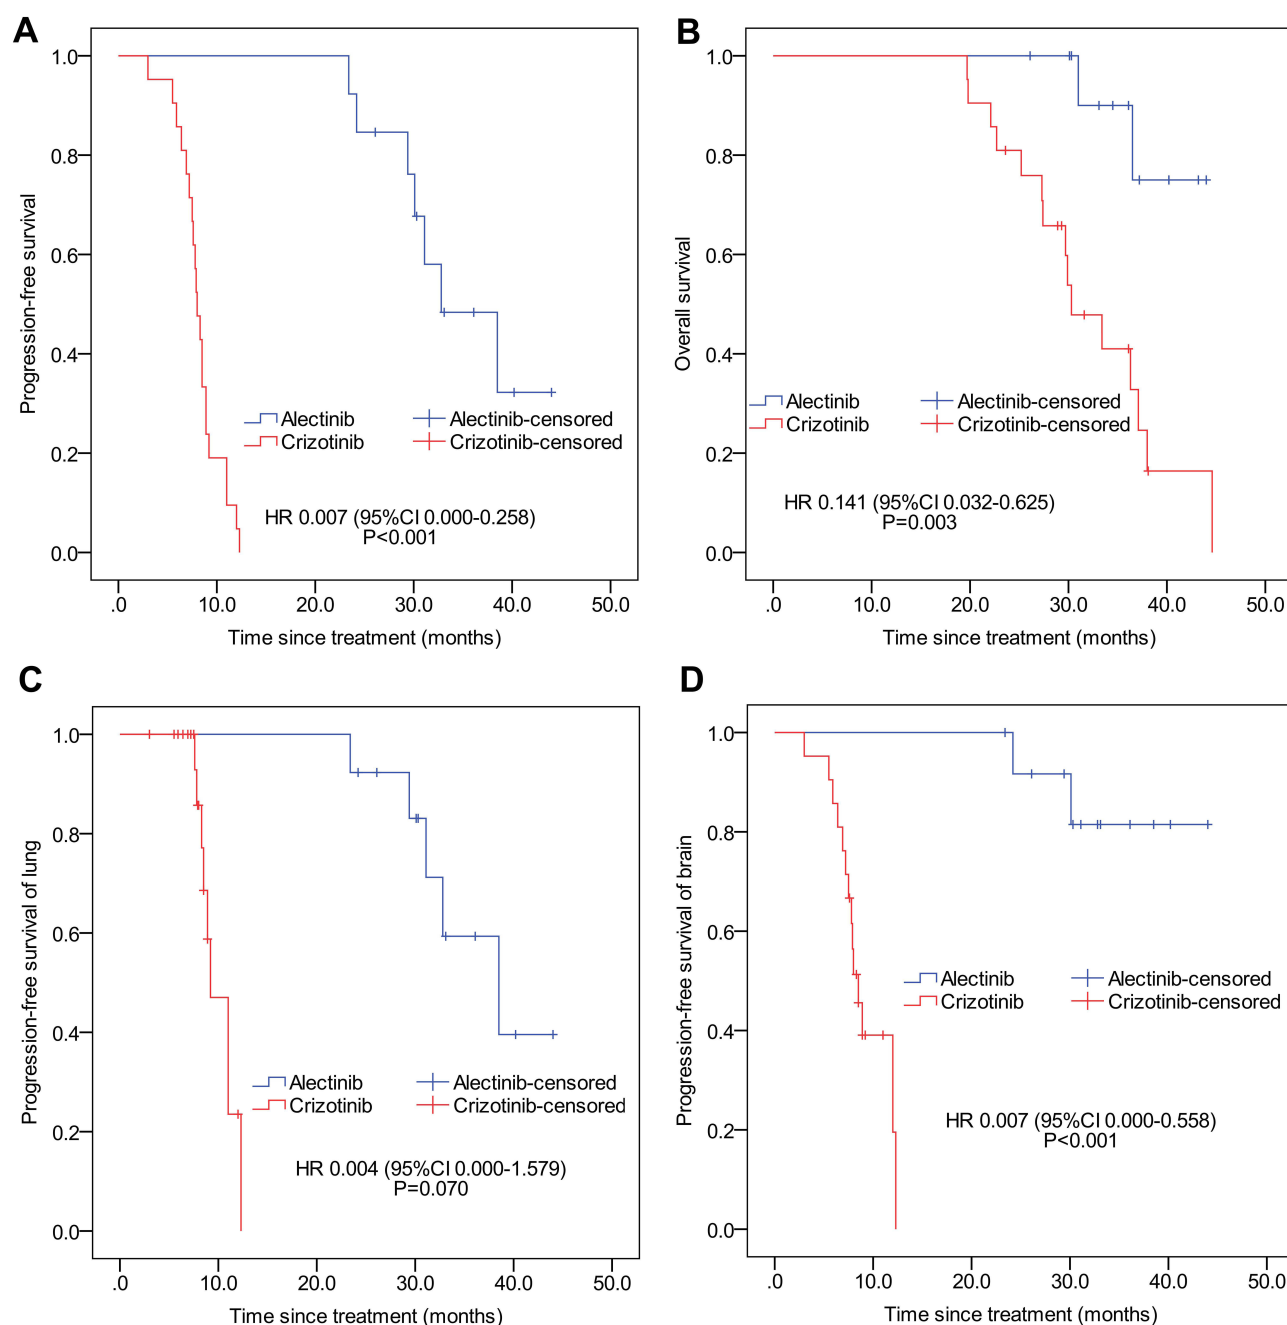 A
1.0
0.8
0.6
0.4
0.2
0.0
Progression-free survival
Alectinib
Alectinib-censored
Crizotinib
Crizotinib-censored
HR 0.007 (95%CI 0.000-0.258)
P<0.001
.0 10.0 20.0 30.0 40.0 50.0
Time since treatment (months)
B
1.0
0.8
0.6
0.4
0.2
0.0
Overall survival
Alectinib
Alectinib-censored
Crizotinib
Crizotinib-censored
HR 0.141 (95%CI 0.032-0.625)
P=0.003
.0 10.0 20.0 30.0 40.0 50.0
Time since treatment (months)
C
1.0
0.8
0.6
0.4
0.2
0.0
Progression-free survival of lung
Alectinib
Alectinib-censored
Crizotinib
Crizotinib-censored
HR 0.004 (95%CI 0.000-1.579)
P=0.070
.0 10.0 20.0 30.0 40.0 50.0
Time since treatment (months)
D
1.0
0.8
0.6
0.4
0.2
0.0
Progression-free survival of brain
Alectinib
Alectinib-censored
Crizotinib
Crizotinib-censored
HR 0.007 (95%CI 0.000-0.558)
P<0.001
.0 10.0 20.0 30.0 40.0 50.0
Time since treatment (months)